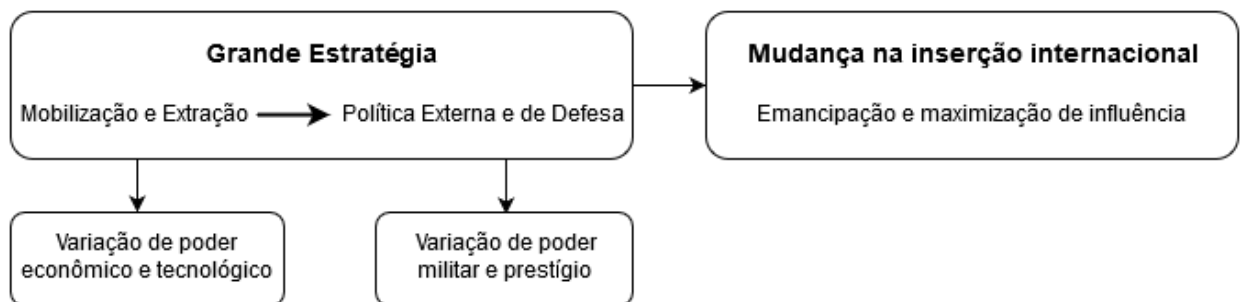 Grande Estratégia
Mobilização e Extração
Política Externa e de Defesa
Mudança na inserção internacional
Emancipação e maximização de influência
Variação de poder
econômico e tecnológico
Variação de poder
militar e prestígio